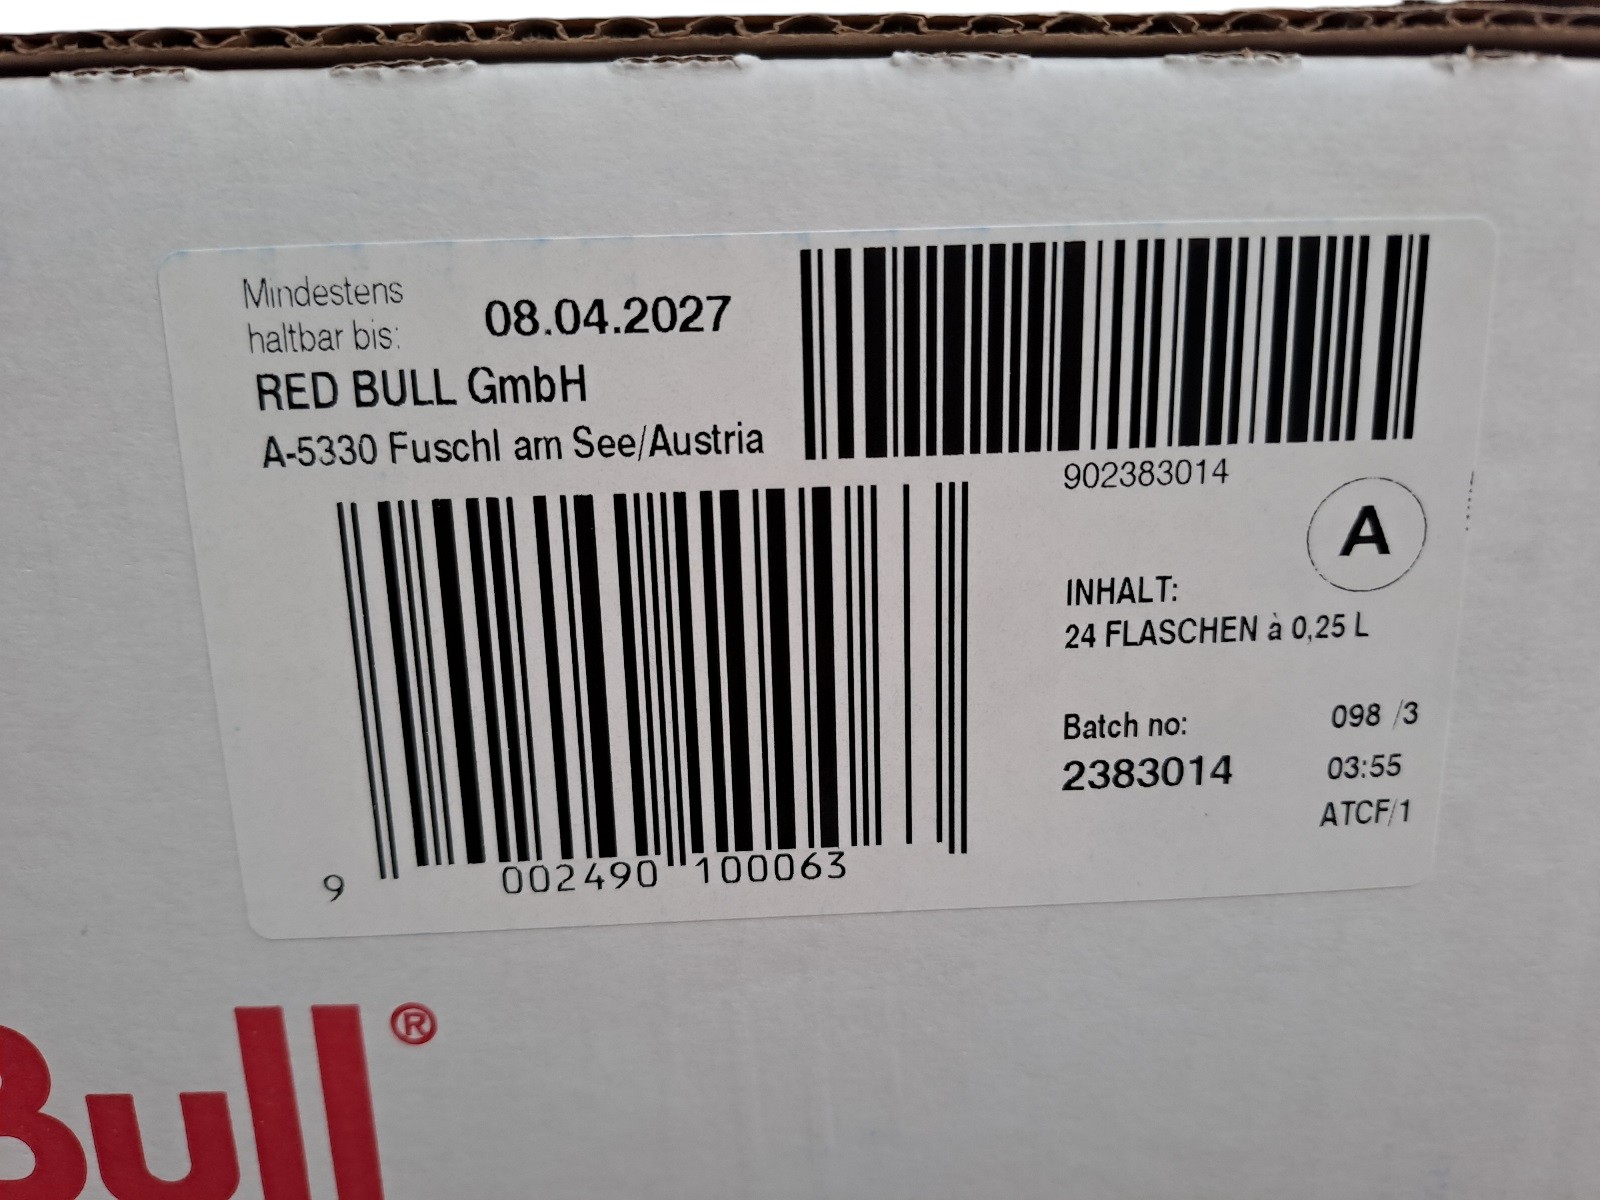 Mindestens
haltbar bis: 08.04.2027
RED BULL GmbH
A-5330 Fuschl am See/Austria
902383014
A
INHALT:
24 FLASCHEN à 0,25 L
Batch no: 098 /3
2383014 03:55
ATCF/1
9 002490 100063
Bull®